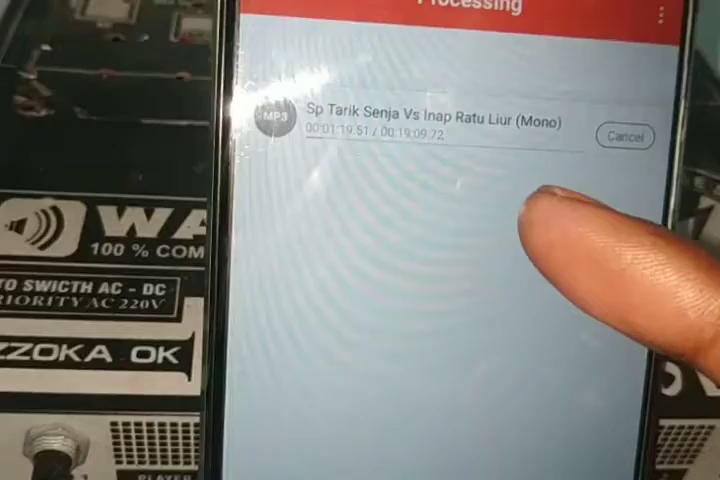 Processing
MP3
Sp Tarik Senja Vs Inap Ratu Liur (Mono)
00:01:19.51 / 00:19:09.72
Cancel
WA
100 % COM
TO SWICTH AC - DC
RIORITY AC 220V
ZZOKA OK
PLAYER